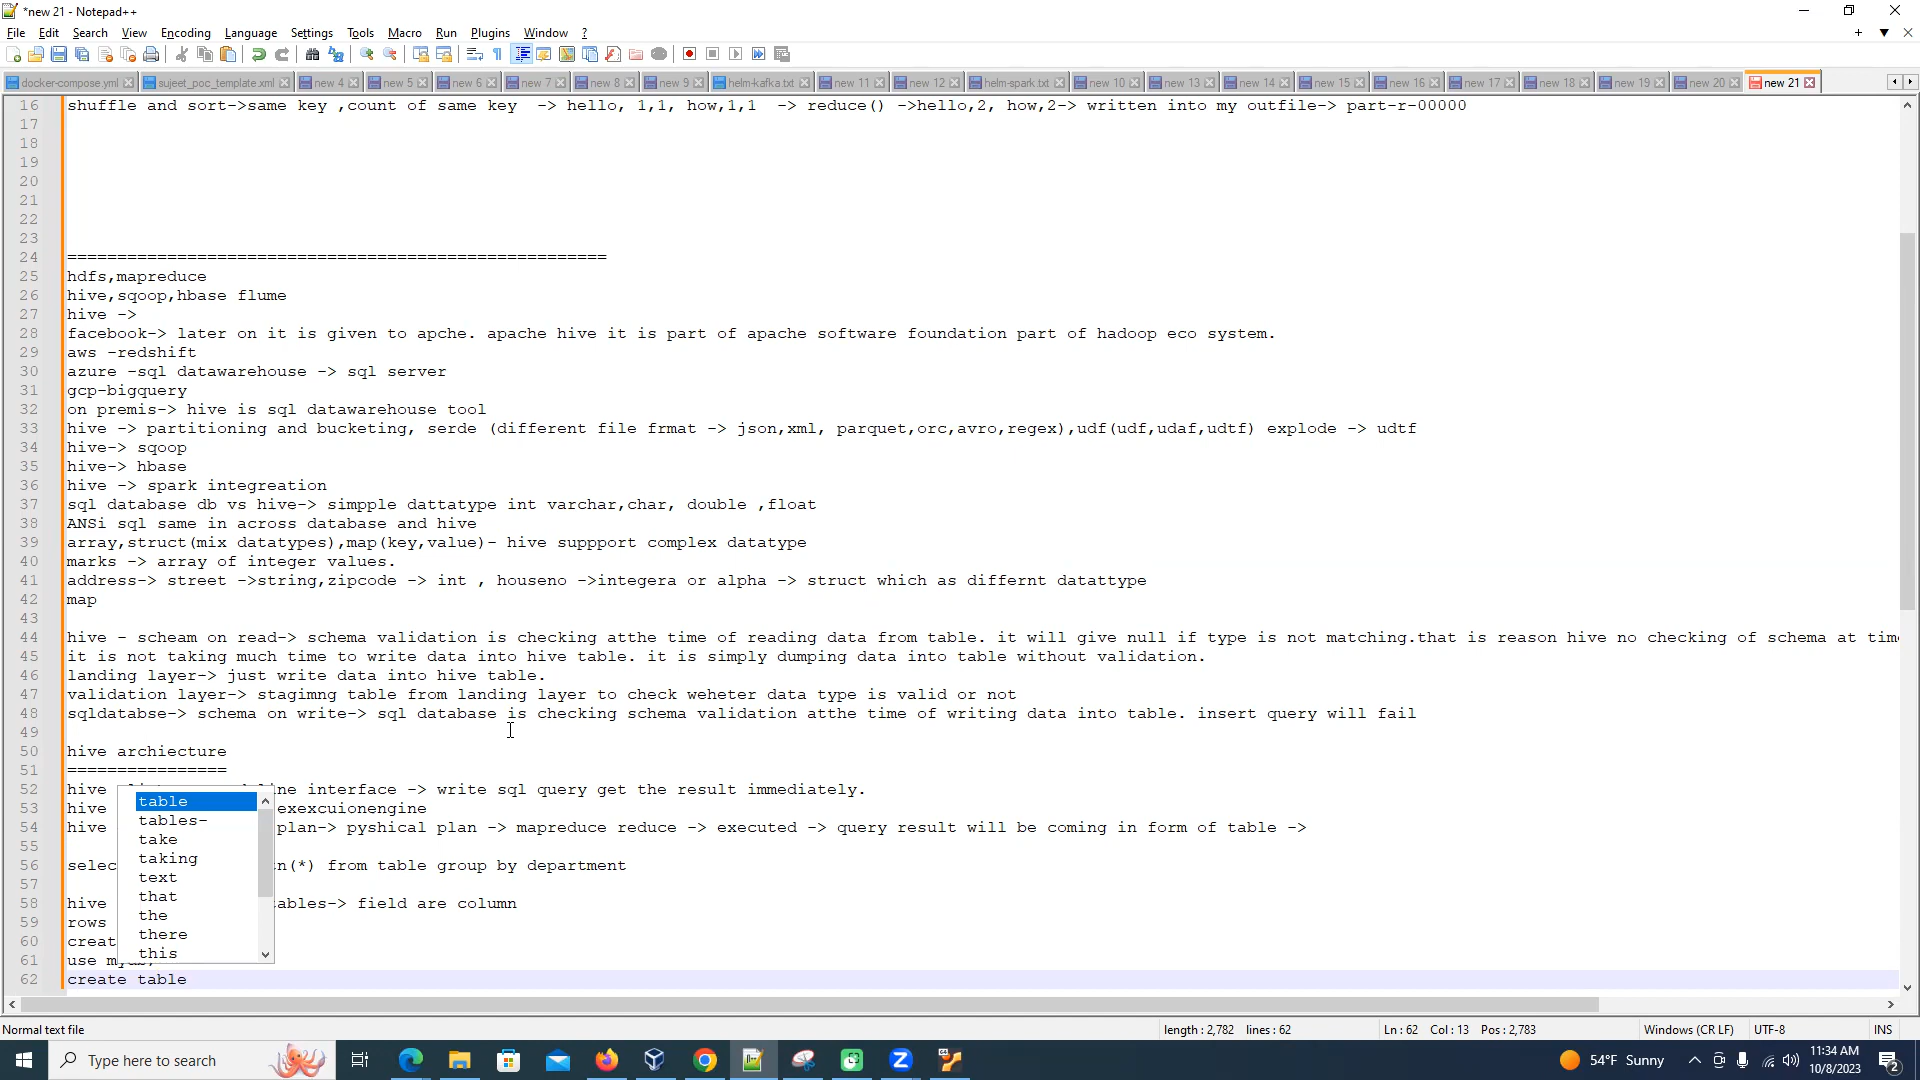 *new 21 - Notepad++
File Edit Search View Encoding Language Settings Tools Macro Run Plugins Window ?
docker-compose.yml sujeet_poc_template.xml new 4 new 5 new 6 new 7 new 8 new 9 helm-kafka.txt new 11 new 12 helm-spark.txt new 10 new 13 new 14 new 15 new 16 new 17 new 18 new 19 new 20 new 21
16 shuffle and sort->same key ,count of same key -> hello, 1,1, how,1,1 -> reduce() ->hello,2, how,2-> written into my outfile-> part-r-00000
17
18
19
20
21
22
23
24 ======================================================
25 hdfs,mapreduce
26 hive,sqoop,hbase flume
27 hive ->
28 facebook-> later on it is given to apche. apache hive it is part of apache software foundation part of hadoop eco system.
29 aws -redshift
30 azure -sql datawarehouse -> sql server
31 gcp-bigquery
32 on premis-> hive is sql datawarehouse tool
33 hive -> partitioning and bucketing, serde (different file frmat -> json,xml, parquet,orc,avro,regex),udf(udf,udaf,udtf) explode -> udtf
34 hive-> sqoop
35 hive-> hbase
36 hive -> spark integreation
37 sql database db vs hive-> simpple dattatype int varchar,char, double ,float
38 ANSi sql same in across database and hive
39 array,struct(mix datatypes),map(key,value)- hive suppport complex datatype
40 marks -> array of integer values.
41 address-> street ->string,zipcode -> int , houseno ->integera or alpha -> struct which as differnt datattype
42 map
43
44 hive - scheam on read-> schema validation is checking atthe time of reading data from table. it will give null if type is not matching.that is reason hive no checking of schema at tim
45 it is not taking much time to write data into hive table. it is simply dumping data into table without validation.
46 landing layer-> just write data into hive table.
47 validation layer-> stagimng table from landing layer to check weheter data type is valid or not
48 sqldatabse-> schema on write-> sql database is checking schema validation atthe time of writing data into table. insert query will fail
49
50 hive archiecture
51 ================
52 hive line interface -> write sql query get the result immediately.
53 hive exexcuionengine
54 hive plan-> pyshical plan -> mapreduce reduce -> executed -> query result will be coming in form of table ->
55
56 selec n(*) from table group by department
57
58 hive ables-> field are column
59 rows
60 creat
61 use my
62 create table
table
tables-
take
taking
text
that
the
there
this
Normal text file length : 2,782 lines : 62 Ln : 62 Col : 13 Pos : 2,783 Windows (CR LF) UTF-8 INS
Type here to search 54°F Sunny 11:34 AM
10/8/2023 2